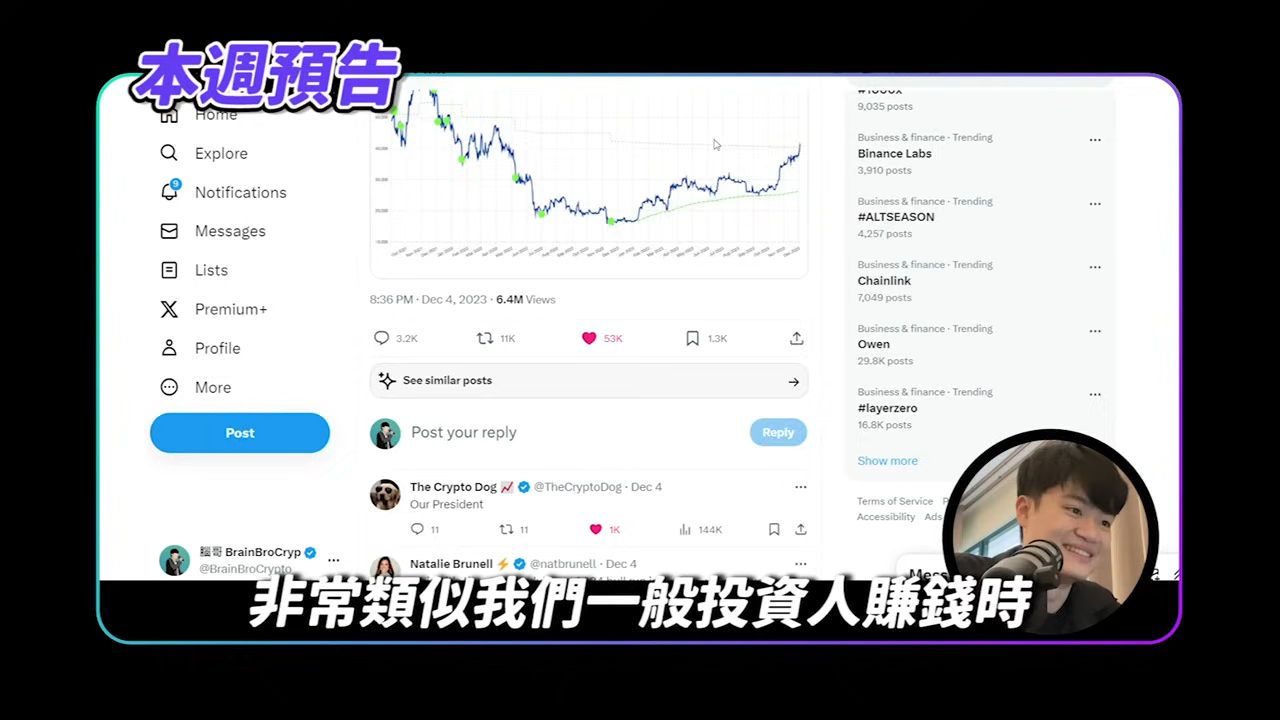 本週預告
Home
Explore
9
Notifications
Messages
Lists
Premium+
Profile
More
Post
腦哥 BrainBroCryp
@BrainBroCrypto
8:36 PM · Dec 4, 2023 · 6.4M Views
3.2K 11K 53K 1.3K
See similar posts
Post your reply
Reply
The Crypto Dog @TheCryptoDog · Dec 4
Our President
11 11 1K 144K
Natalie Brunell @natbrunell · Dec 4
9,035 posts
Business & finance · Trending
Binance Labs
3,910 posts
Business & finance · Trending
#ALTSEASON
4,257 posts
Business & finance · Trending
Chainlink
7,049 posts
Business & finance · Trending
Owen
29.8K posts
Business & finance · Trending
#layerzero
16.8K posts
Show more
Terms of Service
Accessibility Ads
非常類似我們一般投資人賺錢時